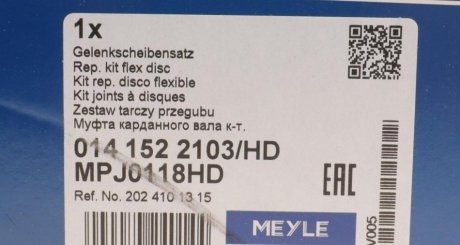 1x
Gelenkscheibensatz
Rep. kit flex disc
Kit rep. disco flexible
Kit joints à disques
Zestaw tarczy przegubu
Муфта карданного вала к-т.
014 152 2103/HD
MPJ0118HD
Ref. No. 202 410 13 15
EAC
MEYLE
/005